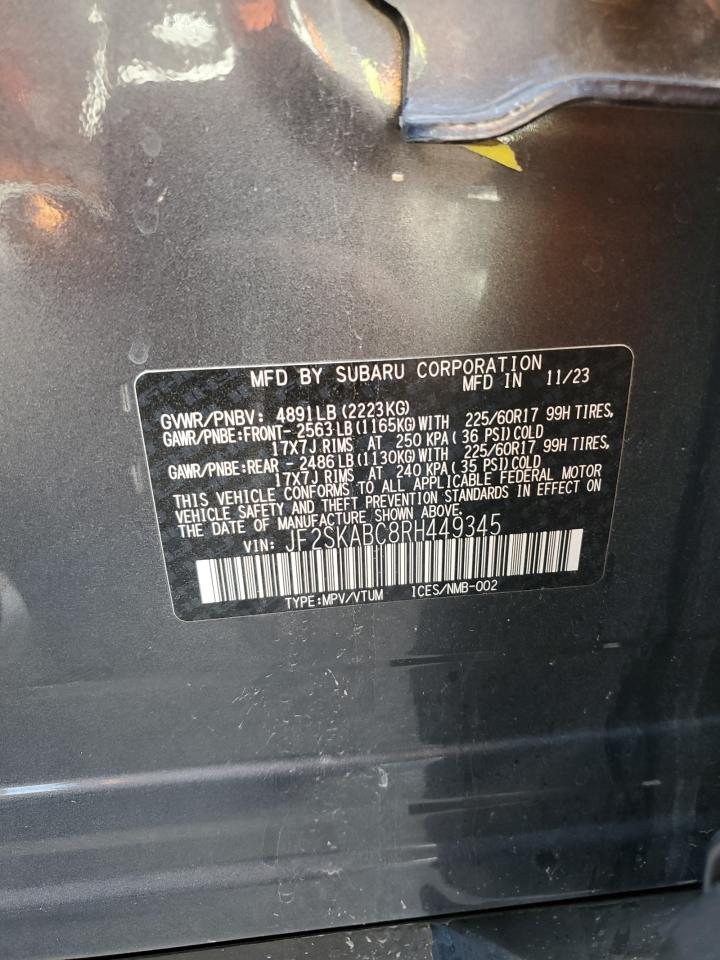 MFD BY SUBARU CORPORATION
MFD IN 11/23
GVWR/PNBV: 4891LB(2223KG)
GAWR/PNBE:FRONT- 2563LB(1165KG)WITH 225/60R17 99H TIRES,
17X7J RIMS AT 250 KPA( 36 PSI)COLD
GAWR/PNBE:REAR - 2486LB(1130KG)WITH 225/60R17 99H TIRES,
17X7J RIMS AT 240 KPA( 35 PSI)COLD
THIS VEHICLE CONFORMS TO ALL APPLICABLE FEDERAL MOTOR
VEHICLE SAFETY AND THEFT PREVENTION STANDARDS IN EFFECT ON
THE DATE OF MANUFACTURE SHOWN ABOVE.
VIN: JF2SKABC8RH449345
TYPE:MPV/VTUM ICES/NMB-002